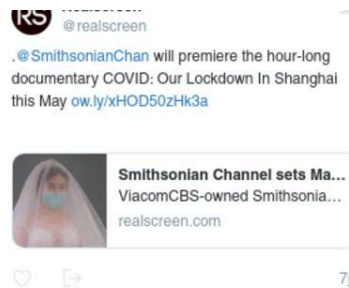 RS
@realscreen
.@SmithsonianChan will premiere the hour-long
documentary COVID: Our Lockdown In Shanghai
this May ow.ly/xHOD50zHk3a
Smithsonian Channel sets Ma...
ViacomCBS-owned Smithsonia...
realscreen.com